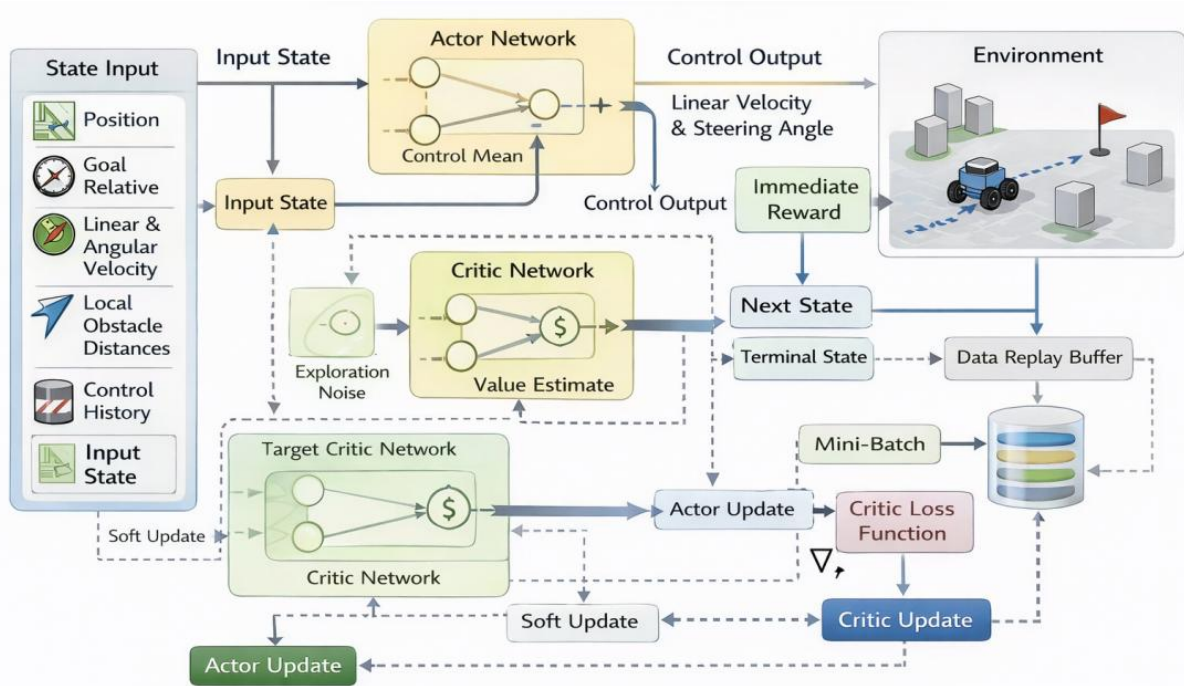 State Input
Position
Goal
Relative
Linear &
Angular
Velocity
Local
Obstacle
Distances
Control
History
Input
State
Input State
Actor Network
Control Mean
Input State
Control Output
Linear Velocity
& Steering Angle
Control Output
Environment
Immediate
Reward
Critic Network
$
Value Estimate
Exploration
Noise
Next State
Terminal State
Data Replay Buffer
Mini-Batch
Target Critic Network
$
Critic Network
Soft Update
Actor Update
Critic Loss
Function
∇,
Soft Update
Critic Update
Actor Update